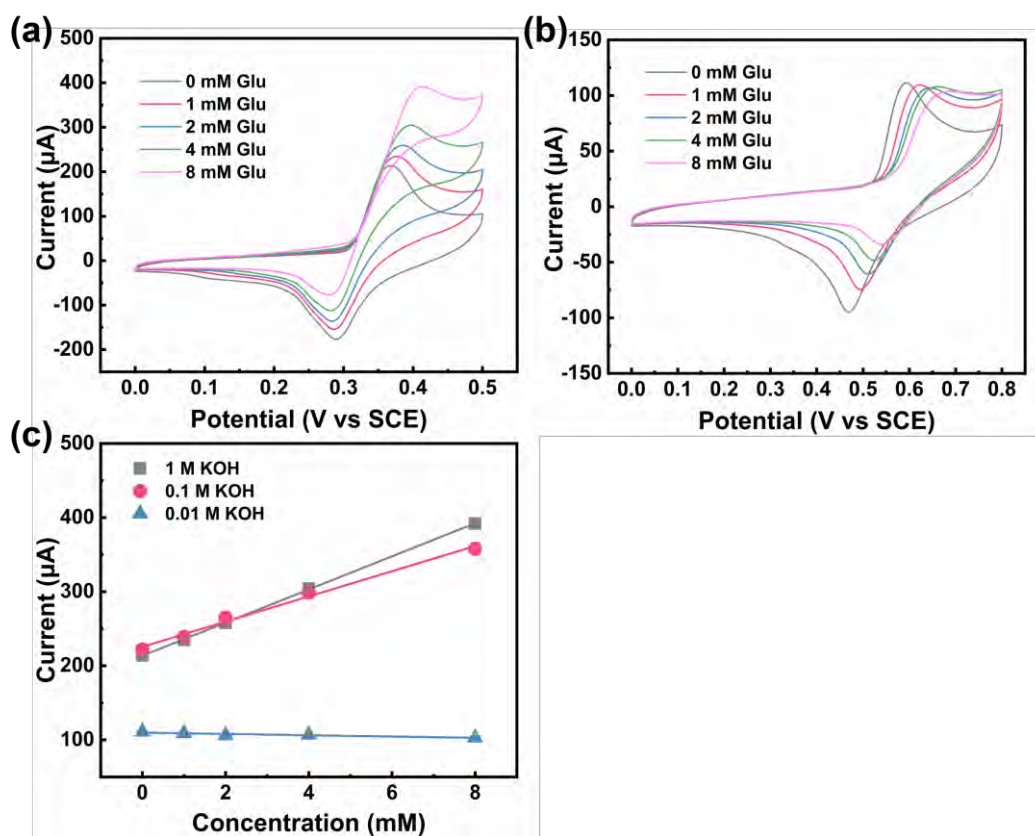 (a)
500
400
300
200
100
0
-100
-200
Current (μA)
0 mM Glu
1 mM Glu
2 mM Glu
4 mM Glu
8 mM Glu
0.0 0.1 0.2 0.3 0.4 0.5
Potential (V vs SCE)
(b)
150
100
50
0
-50
-100
-150
Current (μA)
0 mM Glu
1 mM Glu
2 mM Glu
4 mM Glu
8 mM Glu
0.0 0.1 0.2 0.3 0.4 0.5 0.6 0.7 0.8
Potential (V vs SCE)
(c)
500
400
300
200
100
Current (μA)
1 M KOH
0.1 M KOH
0.01 M KOH
0 2 4 6 8
Concentration (mM)